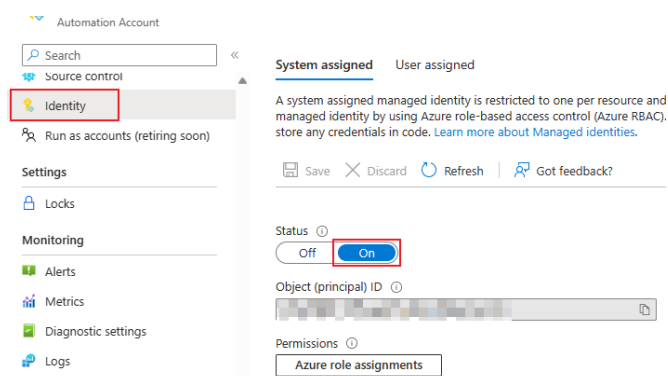 Automation Account
Search
«
Source control
Identity
Run as accounts (retiring soon)
Settings
Locks
Monitoring
Alerts
Metrics
Diagnostic settings
Logs
System assigned User assigned
A system assigned managed identity is restricted to one per resource and
managed identity by using Azure role-based access control (Azure RBAC).
store any credentials in code. Learn more about Managed identities.
Save Discard Refresh Got feedback?
Status
Off On
Object (principal) ID
Permissions
Azure role assignments